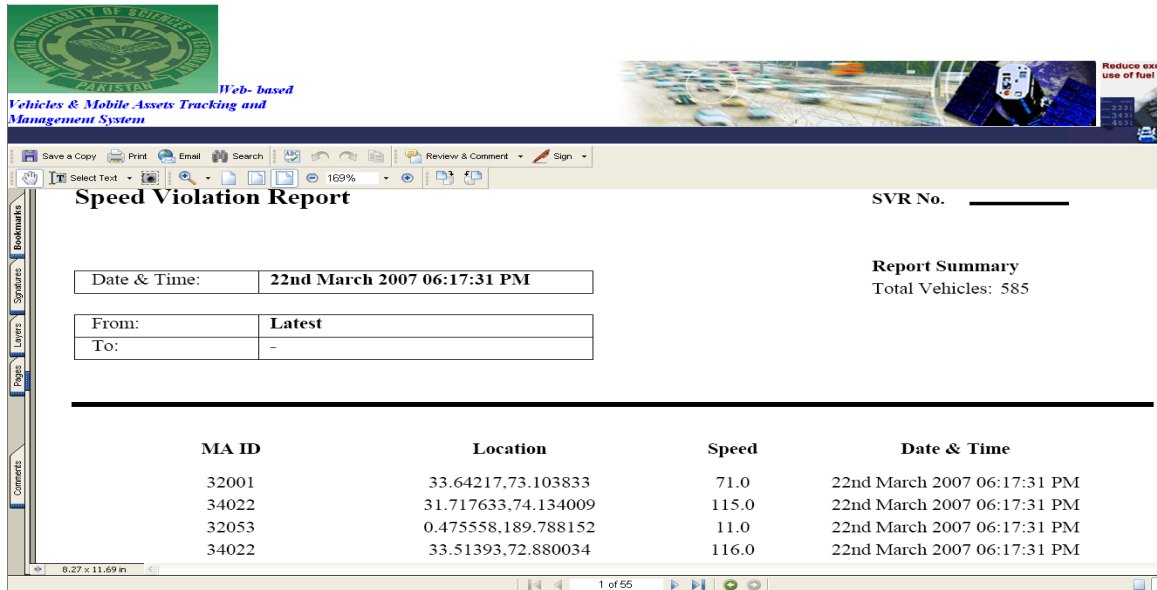 NATIONAL UNIVERSITY OF SCIENCES & TECHNOLOGY
PAKISTAN
Web- based
Vehicles & Mobile Assets Tracking and
Management System
Reduce exc
use of fuel
Save a Copy Print Email Search Review & Comment Sign
Select Text 169%
Bookmarks
Signatures
Layers
Pages
Comments
Speed Violation Report SVR No.
Report Summary
Date & Time: 22nd March 2007 06:17:31 PM
Total Vehicles: 585
From: Latest
To: -
MA ID Location Speed Date & Time
32001 33.64217,73.103833 71.0 22nd March 2007 06:17:31 PM
34022 31.717633,74.134009 115.0 22nd March 2007 06:17:31 PM
32053 0.475558,189.788152 11.0 22nd March 2007 06:17:31 PM
34022 33.51393,72.880034 116.0 22nd March 2007 06:17:31 PM
8.27 x 11.69 in
1 of 55